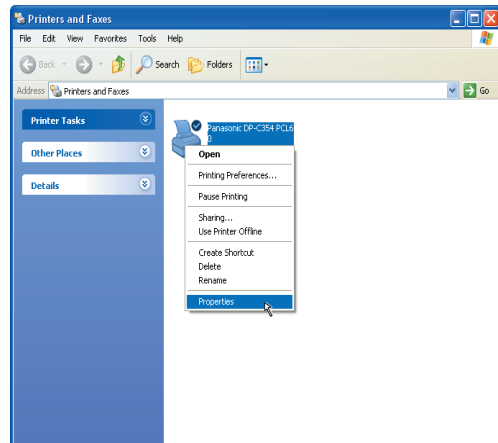 Printers and Faxes
File Edit View Favorites Tools Help
Back Search Folders
Address Printers and Faxes Go
Printer Tasks
Other Places
Details
Panasonic DP-C354 PCL6
0
Open
Printing Preferences...
Pause Printing
Sharing...
Use Printer Offline
Create Shortcut
Delete
Rename
Properties